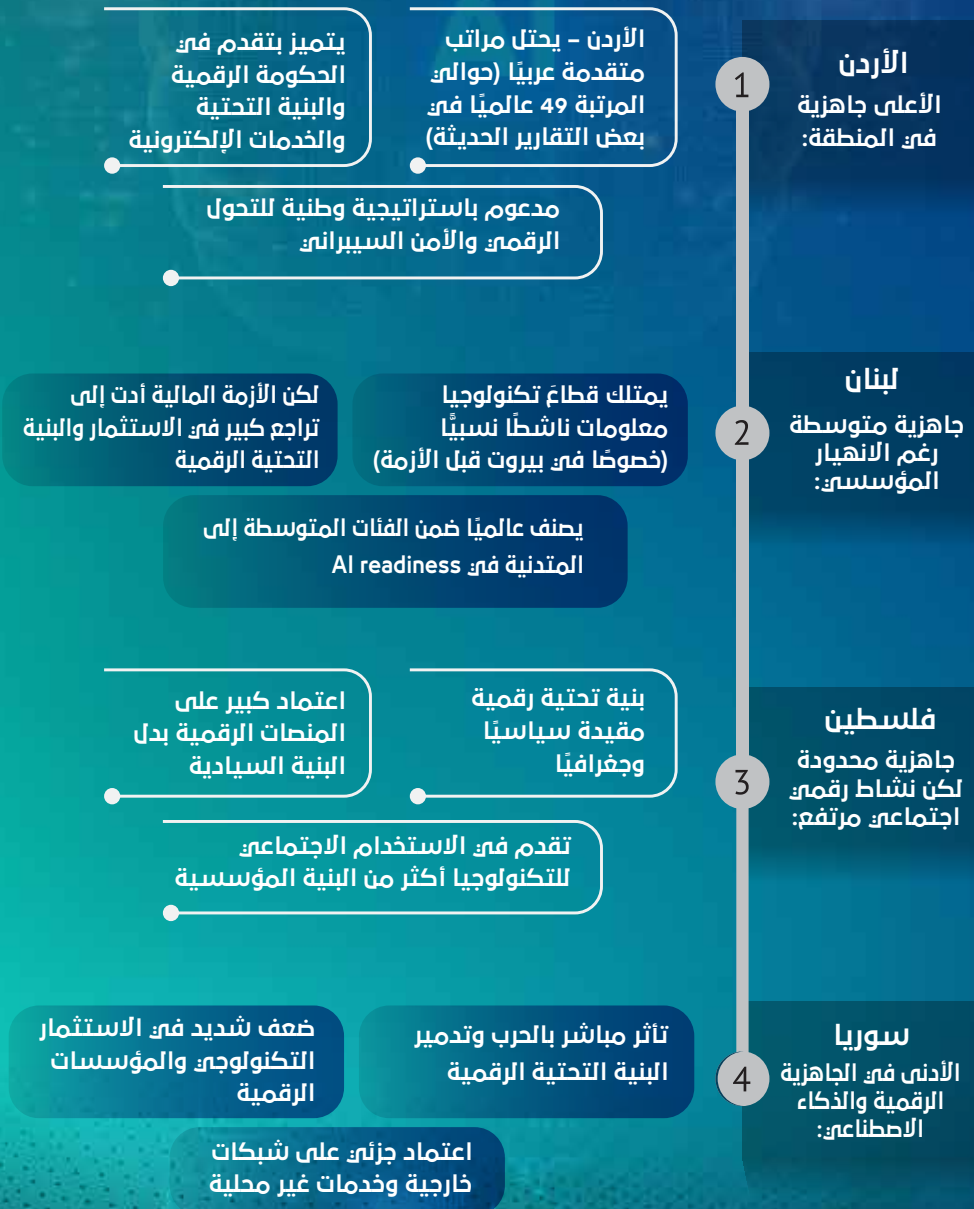 AI
الأردن
الأعلى جاهزية
في المنطقة:
1
الأردن – يحتل مراتب
متقدمة عربيًا (حوالي
المرتبة 49 عالميًا في
بعض التقارير الحديثة)
يتميز بتقدم في
الحكومة الرقمية
والبنية التحتية
والخدمات الإلكترونية
مدعوم باستراتيجية وطنية للتحول
الرقمي والأمن السيبراني
لبنان
جاهزية متوسطة
رغم الانهيار
المؤسسي:
2
يمتلك قطاعَ تكنولوجيا
معلومات ناشطًا نسبيًّا
(خصوصًا في بيروت قبل الأزمة)
لكن الأزمة المالية أدت إلى
تراجع كبير في الاستثمار والبنية
التحتية الرقمية
يصنف عالميًا ضمن الفئات المتوسطة إلى
المتدنية في AI readiness
فلسطين
جاهزية محدودة
لكن نشاط رقمي
اجتماعي مرتفع:
3
بنية تحتية رقمية
مقيدة سياسيًا
وجغرافيًا
اعتماد كبير على
المنصات الرقمية بدل
البنية السيادية
تقدم في الاستخدام الاجتماعي
للتكنولوجيا أكثر من البنية المؤسسية
سوريا
الأدنى في الجاهزية
الرقمية والذكاء
الاصطناعي:
4
تأثر مباشر بالحرب وتدمير
البنية التحتية الرقمية
ضعف شديد في الاستثمار
التكنولوجي والمؤسسات
الرقمية
اعتماد جزئي على شبكات
خارجية وخدمات غير محلية